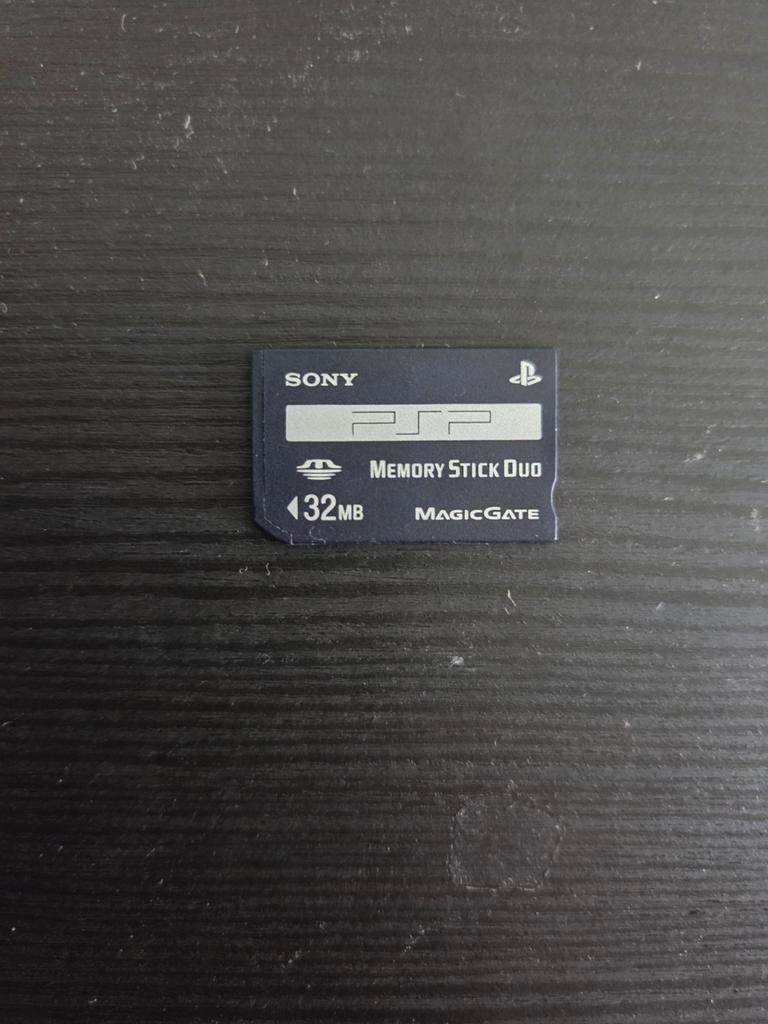 SONY
PSP
MEMORY STICK DUO
32MB
MAGICGATE